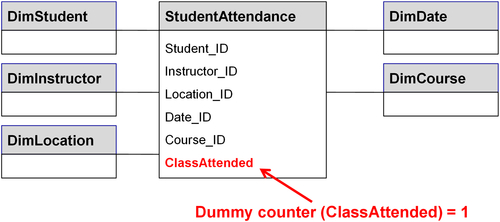 DimStudent
StudentAttendance
DimDate
Student_ID
Instructor_ID
DimInstructor
Location_ID
DimCourse
Date_ID
DimLocation
Course_ID
ClassAttended
Dummy counter (ClassAttended) = 1